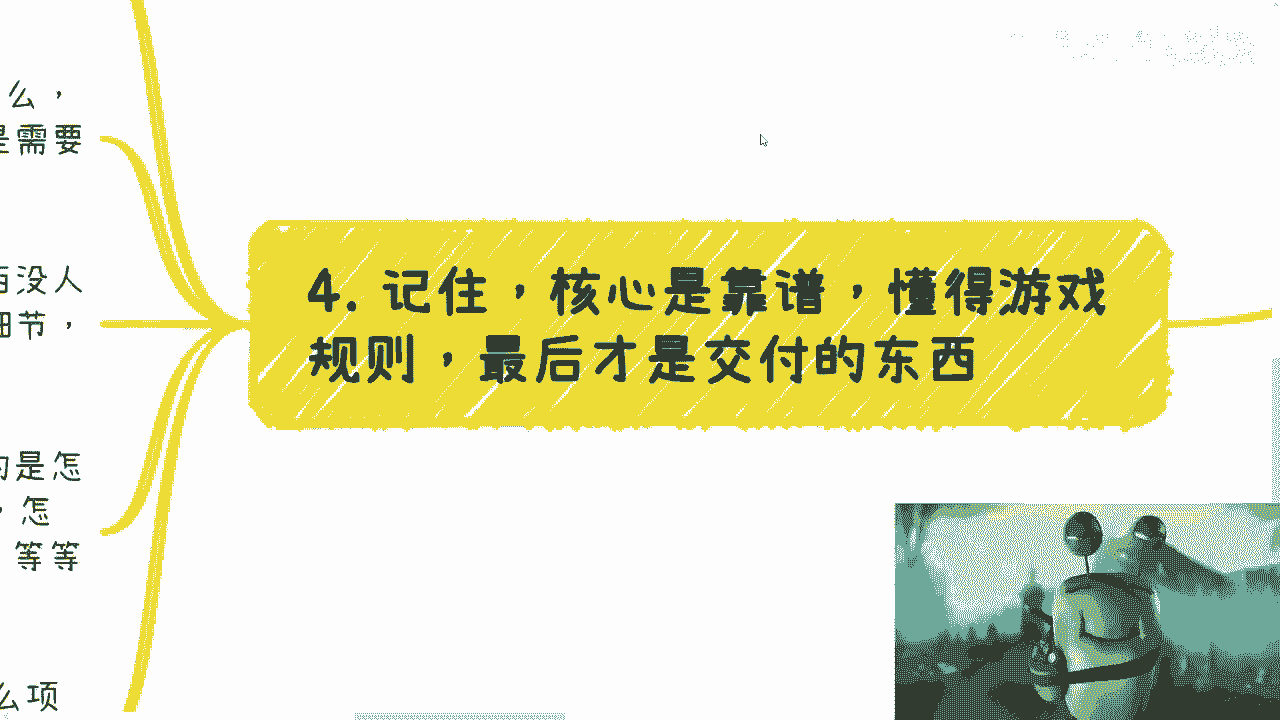 么，
是需要
没人
细节，
4. 记住，核心是靠谱，懂得游戏
规则，最后才是交付的东西
的是怎
，怎
等等
么项